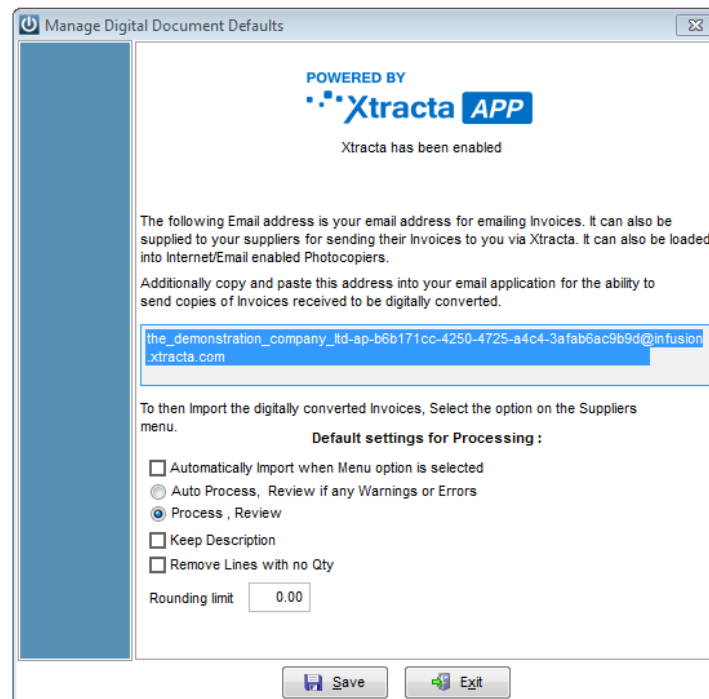 Manage Digital Document Defaults
POWERED BY
Xtracta APP
Xtracta has been enabled
The following Email address is your email address for emailing Invoices. It can also be
supplied to your suppliers for sending their Invoices to you via Xtracta. It can also be loaded
into Internet/Email enabled Photocopiers.
Additionally copy and paste this address into your email application for the ability to
send copies of Invoices received to be digitally converted.
the_demonstration_company_ltd-ap-b6b171cc-4250-4725-a4c4-3afab6ac9b9d@infusion
.xtracta.com
To then Import the digitally converted Invoices, Select the option on the Suppliers
menu.
Default settings for Processing :
Automatically Import when Menu option is selected
Auto Process, Review if any Warnings or Errors
Process , Review
Keep Description
Remove Lines with no Qty
Rounding limit 0.00
Save Exit